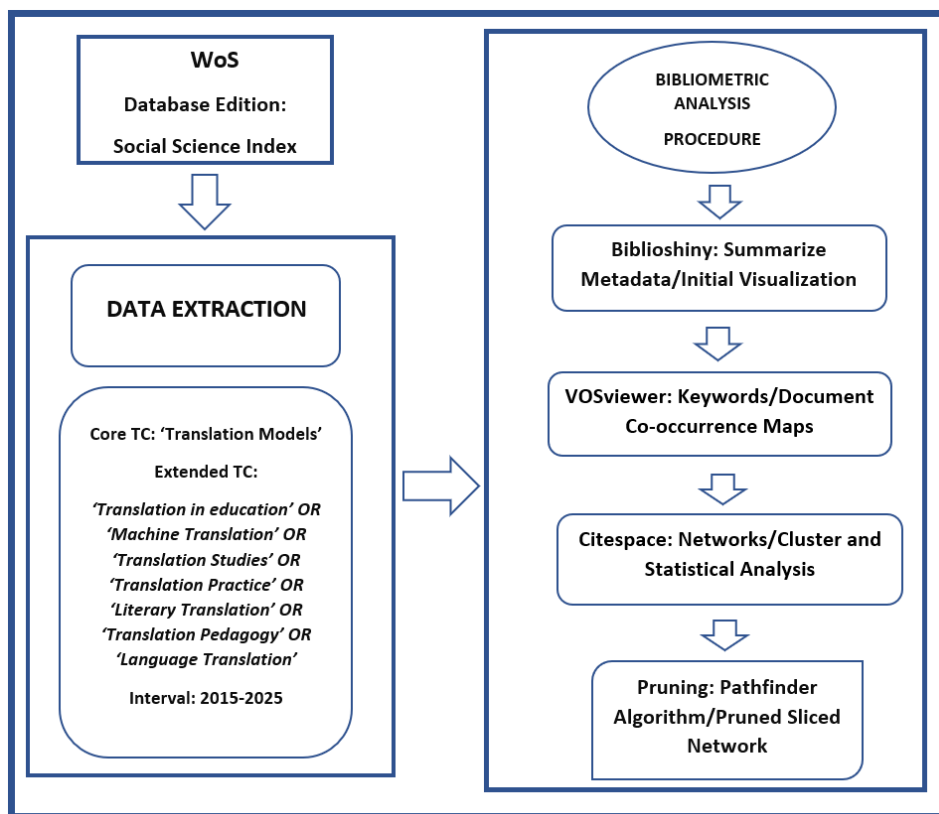 WoS
Database Edition:
Social Science Index
DATA EXTRACTION
Core TC: ‘Translation Models’
Extended TC:
‘Translation in education’ OR
‘Machine Translation’ OR
‘Translation Studies’ OR
‘Translation Practice’ OR
‘Literary Translation’ OR
‘Translation Pedagogy’ OR
‘Language Translation’
Interval: 2015-2025
BIBLIOMETRIC
ANALYSIS
PROCEDURE
Biblioshiny: Summarize
Metadata/Initial Visualization
VOSviewer: Keywords/Document
Co-occurrence Maps
Citespace: Networks/Cluster and
Statistical Analysis
Pruning: Pathfinder
Algorithm/Pruned Sliced
Network